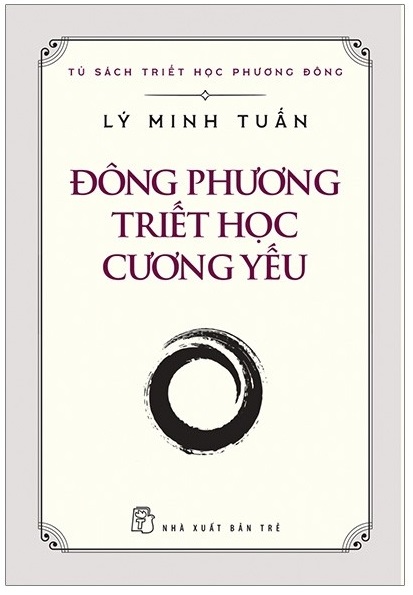 TỦ SÁCH TRIẾT HỌC PHƯƠNG ĐÔNG
LÝ MINH TUẤN
ĐÔNG PHƯƠNG
TRIẾT HỌC
CƯƠNG YẾU
NHÀ XUẤT BẢN TRẺ